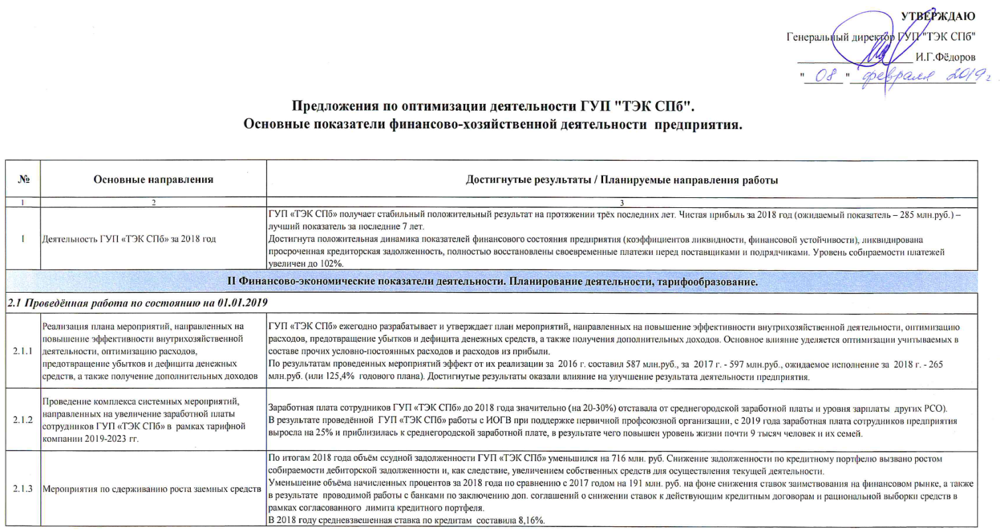 УТВЕРЖДАЮ
Генеральный директор ГУП "ТЭК СПб"
И.Г.Фёдоров
" 08 " февраля 2019 г
Предложения по оптимизации деятельности ГУП "ТЭК СПб".
Основные показатели финансово-хозяйственной деятельности предприятия.
№
Основные направления
Достигнутые результаты / Планируемые направления работы
1
2
3
I
Деятельность ГУП «ТЭК СПб» за 2018 год
ГУП «ТЭК СПб» получает стабильный положительный результат на протяжении трёх последних лет. Чистая прибыль за 2018 год (ожидаемый показатель – 285 млн.руб.) –
лучший показатель за последние 7 лет.
Достигнута положительная динамика показателей финансового состояния предприятия (коэффициентов ликвидности, финансовой устойчивости), ликвидирована
просроченная кредиторская задолженность, полностью восстановлены своевременные платежи перед поставщиками и подрядчиками. Уровень собираемости платежей
увеличен до 102%.
II Финансово-экономические показатели деятельности. Планирование деятельности, тарифообразование.
2.1 Проведённая работа по состоянию на 01.01.2019
2.1.1
Реализация плана мероприятий, направленных на
повышение эффективности внутрихозяйственной
деятельности, оптимизацию расходов,
предотвращение убытков и дефицита денежных
средств, а также получение дополнительных доходов
ГУП «ТЭК СПб» ежегодно разрабатывает и утверждает план мероприятий, направленных на повышение эффективности внутрихозяйственной деятельности, оптимизацию
расходов, предотвращение убытков и дефицита денежных средств, а также получения дополнительных доходов. Основное влияние уделяется оптимизации учитываемых в
составе прочих условно-постоянных расходов и расходов из прибыли.
По результатам проведенных мероприятий эффект от их реализации за 2016 г. составил 587 млн.руб., за 2017 г. - 597 млн.руб., ожидаемое исполнение за 2018 г. - 265
млн.руб. (или 125,4% годового плана). Достигнутые результаты оказали влияние на улучшение результата деятельности предприятия.
2.1.2
Проведение комплекса системных мероприятий,
направленных на увеличение заработной платы
сотрудников ГУП «ТЭК СПб» в рамках тарифной
компании 2019-2023 гг.
Заработная плата сотрудников ГУП «ТЭК СПб» до 2018 года значительно (на 20-30%) отставала от среднегородской заработной платы и уровня зарплаты других РСО).
В результате проведённой ГУП «ТЭК СПб» работы с ИОГВ при поддержке первичной профсоюзной организации, с 2019 года заработная плата сотрудников предприятия
выросла на 25% и приблизилась к среднегородской заработной плате, в результате чего повышен уровень жизни почти 9 тысяч человек и их семей.
2.1.3
Мероприятия по сдерживанию роста заемных средств
По итогам 2018 года объём ссудной задолженности ГУП «ТЭК СПб» уменьшился на 716 млн. руб. Снижение задолженности по кредитному портфелю вызвано ростом
собираемости дебиторской задолженности и, как следствие, увеличением собственных средств для осуществления текущей деятельности.
Уменьшение объёма начисленных процентов за 2018 года по сравнению с 2017 годом на 191 млн. руб. на фоне снижения ставок заимствования на финансовом рынке, а также
в результате проводимой работы с банками по заключению доп. соглашений о снижении ставок к действующим кредитным договорам и рациональной выборки средств в
рамках согласованного лимита кредитного портфеля.
В 2018 году средневзвешенная ставка по кредитам составила 8,16%.